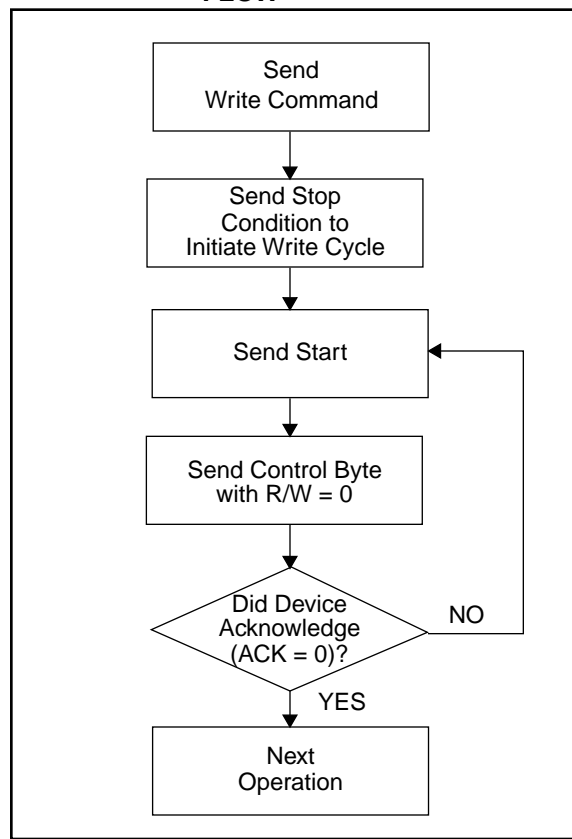 FLOW
Send
Write Command
Send Stop
Condition to
Initiate Write Cycle
Send Start
Send Control Byte
with R/W = 0
Did Device
Acknowledge
(ACK = 0)?
NO
YES
Next
Operation